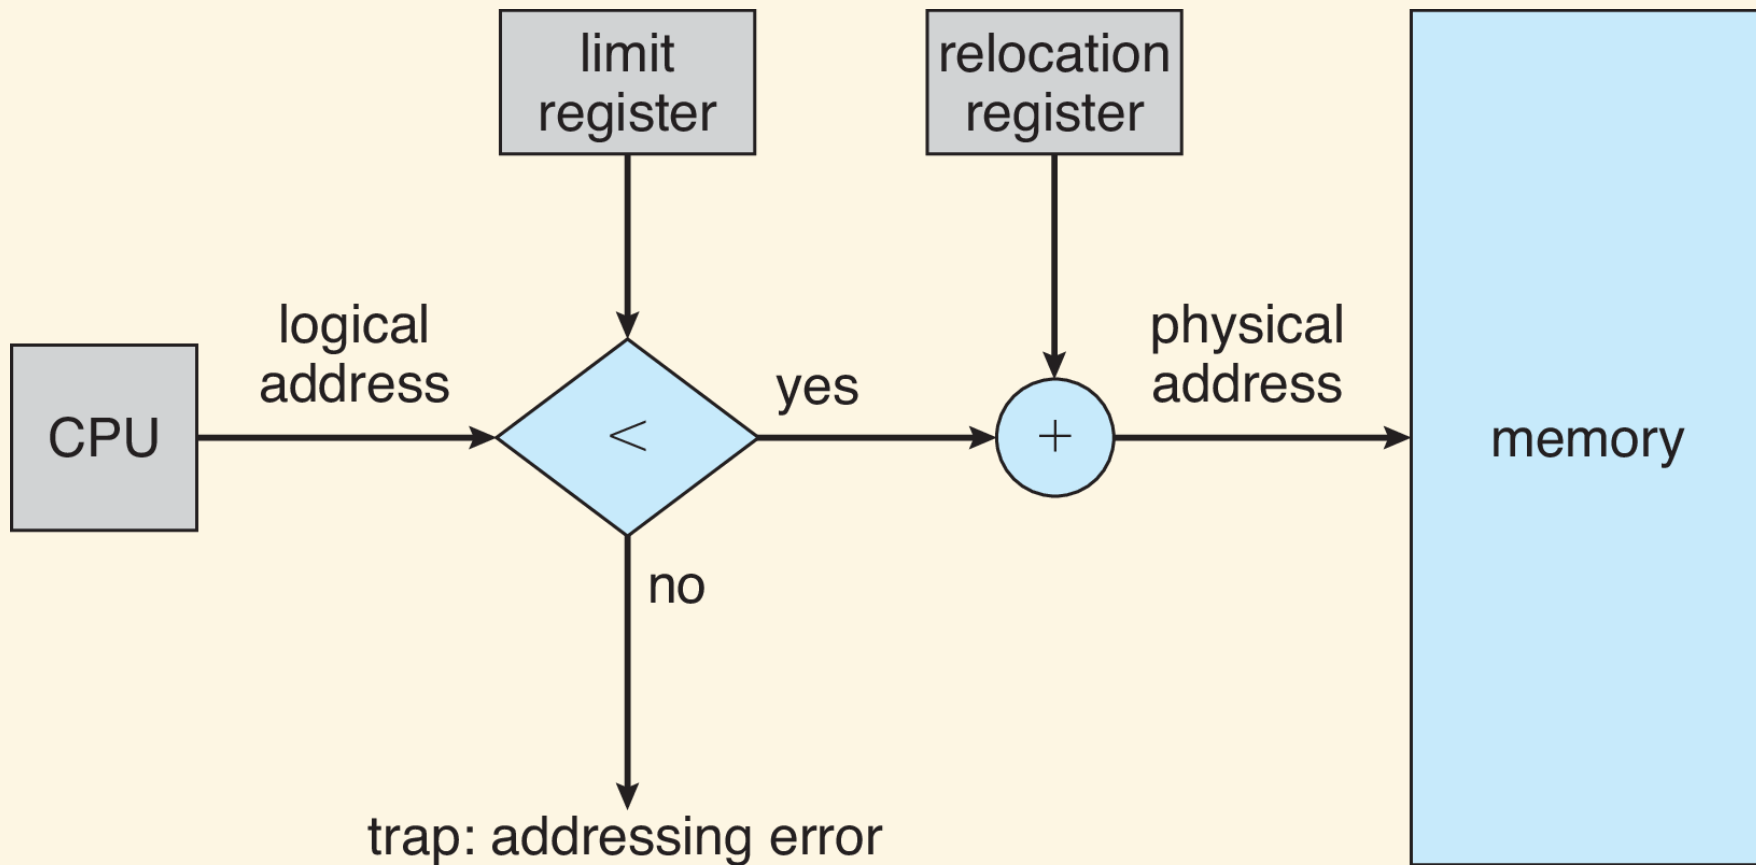 limit
register
relocation
register
logical
address
physical
address
yes
CPU
<
+
memory
no
trap: addressing error